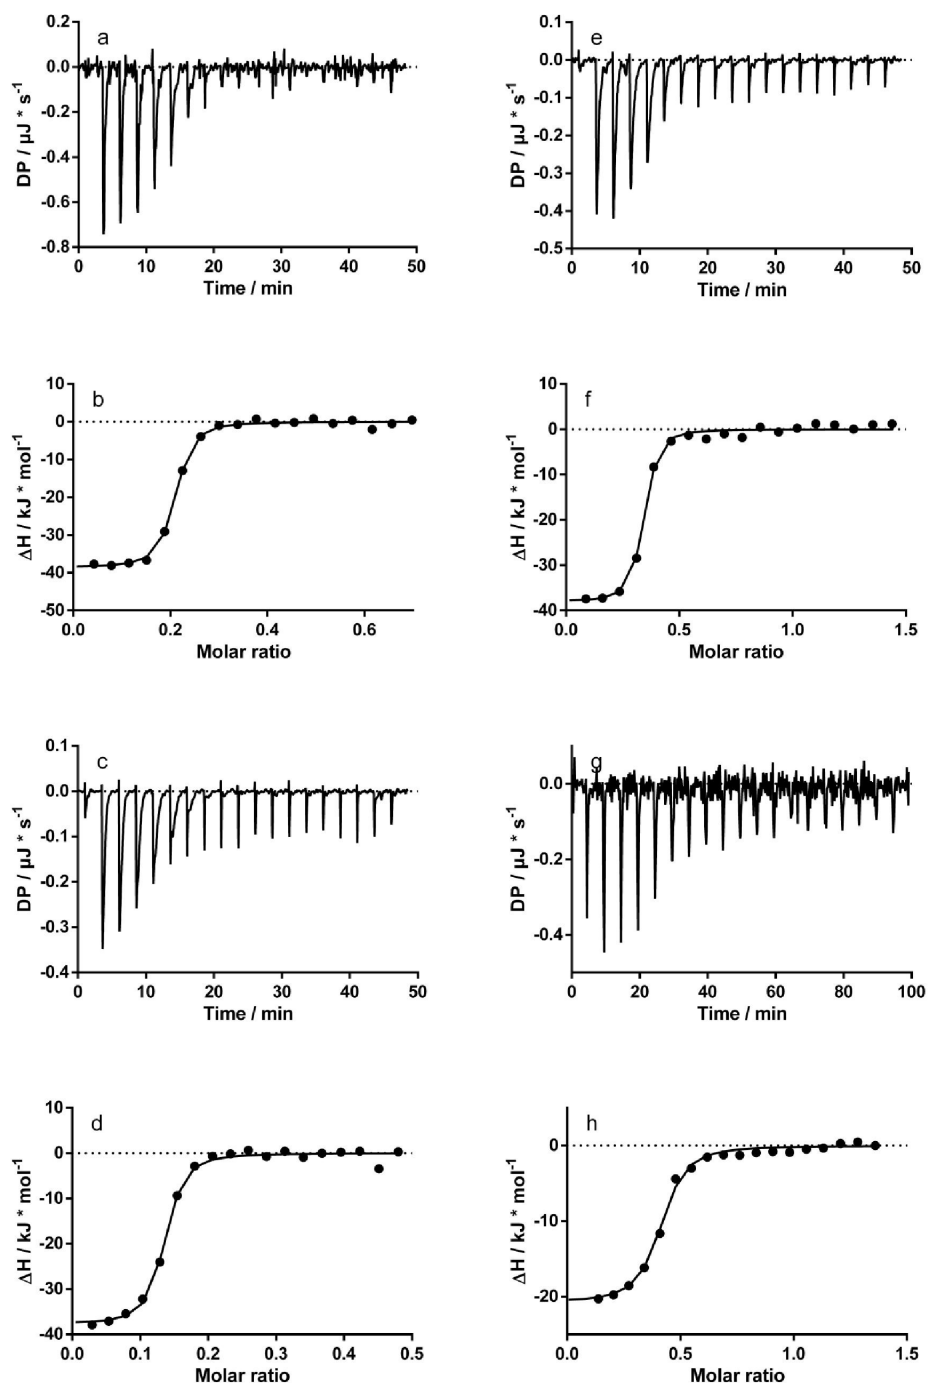 a
0.2
0.0
-0.2
-0.4
-0.6
-0.8
DP / µJ * s-1
0 10 20 30 40 50
Time / min
e
0.1
0.0
-0.1
-0.2
-0.3
-0.4
-0.5
DP / µJ * s-1
0 10 20 30 40 50
Time / min
b
10
0
-10
-20
-30
-40
-50
ΔH / kJ * mol-1
0.0 0.2 0.4 0.6
Molar ratio
f
10
0
-10
-20
-30
-40
ΔH / kJ * mol-1
0.0 0.5 1.0 1.5
Molar ratio
c
0.1
0.0
-0.1
-0.2
-0.3
-0.4
DP / µJ * s-1
0 10 20 30 40 50
Time / min
g
0.0
-0.2
-0.4
DP / µJ * s-1
0 20 40 60 80 100
Time / min
d
10
0
-10
-20
-30
-40
ΔH / kJ * mol-1
0.0 0.1 0.2 0.3 0.4 0.5
Molar ratio
h
0
-10
-20
ΔH / kJ * mol-1
0.0 0.5 1.0 1.5
Molar ratio